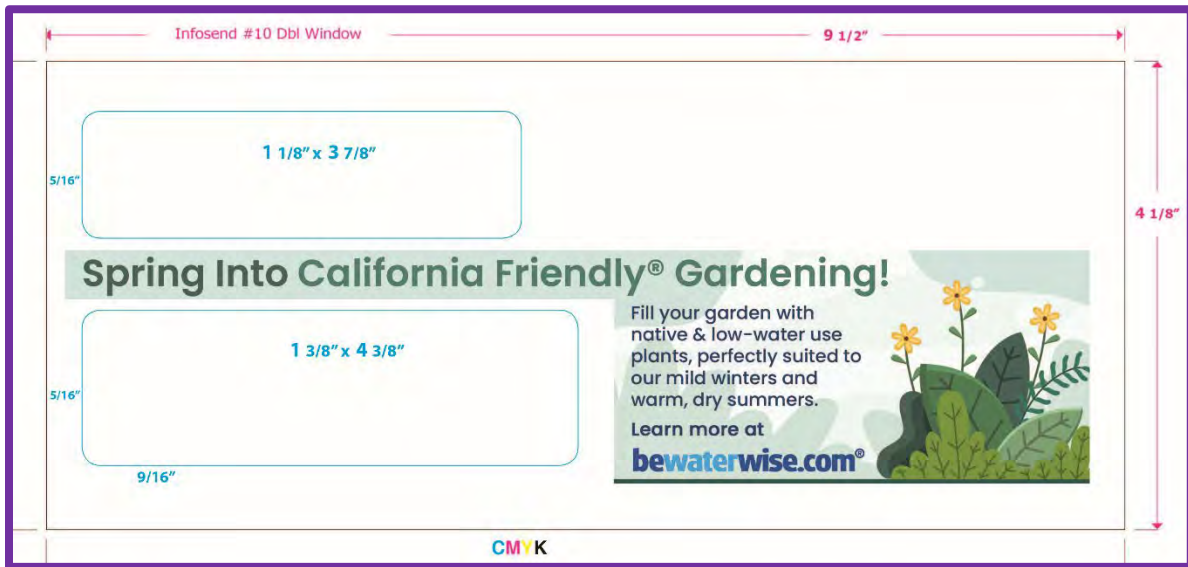 Infosend #10 Dbl Window
9 1/2"
1 1/8" x 3 7/8"
5/16"
4 1/8"
Spring Into California Friendly® Gardening!
Fill your garden with
native & low-water use
plants, perfectly suited to
our mild winters and
warm, dry summers.
Learn more at
bewaterwise.com®
1 3/8" x 4 3/8"
5/16"
9/16"
CMYK